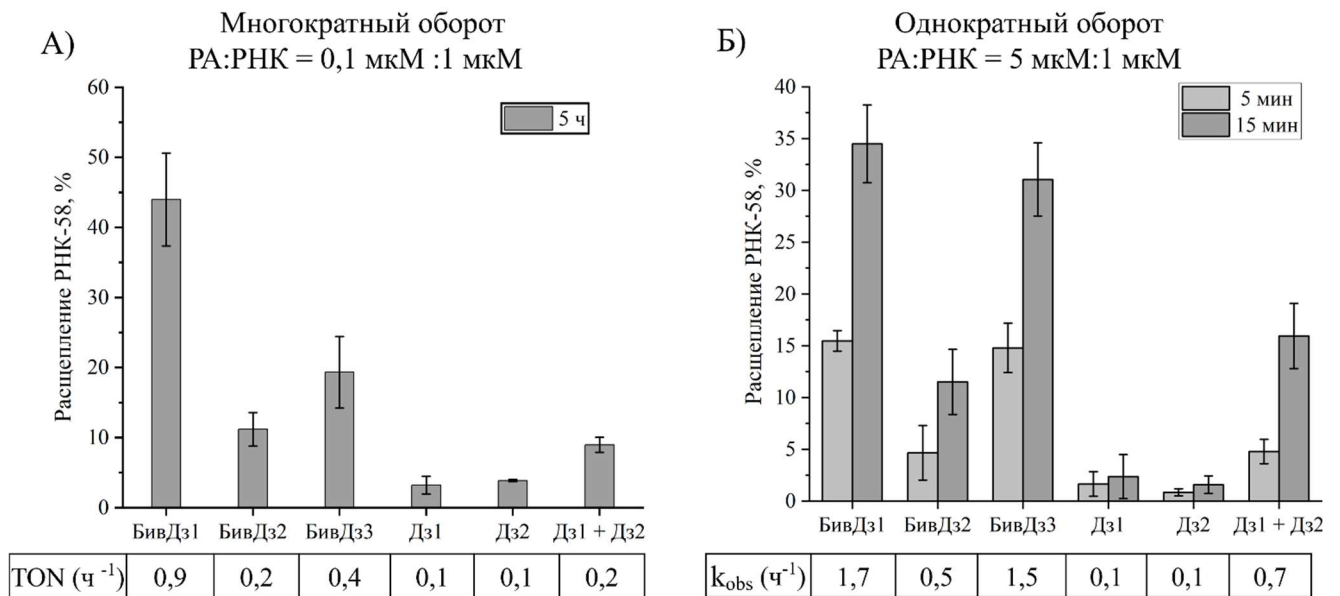 А)
Многократный оборот
РА:РНК = 0,1 мкМ :1 мкМ
5 ч
Расщепление РНК-58, %
60
50
40
30
20
10
0
БивДз1 БивДз2 БивДз3 Дз1 Дз2 Дз1 + Дз2
TON (ч -1) 0,9 0,2 0,4 0,1 0,1 0,2
Б)
Однократный оборот
РА:РНК = 5 мкМ:1 мкМ
5 мин
15 мин
Расщепление РНК-58, %
40
35
30
25
20
15
10
5
0
БивДз1 БивДз2 БивДз3 Дз1 Дз2 Дз1 + Дз2
kobs (ч-1) 1,7 0,5 1,5 0,1 0,1 0,7